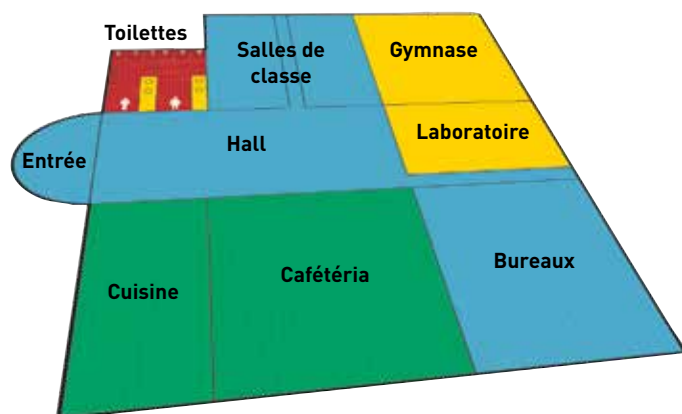 Toilettes
Salles de
classe
Gymnase
Laboratoire
Hall
Entrée
Cuisine
Cafétéria
Bureaux